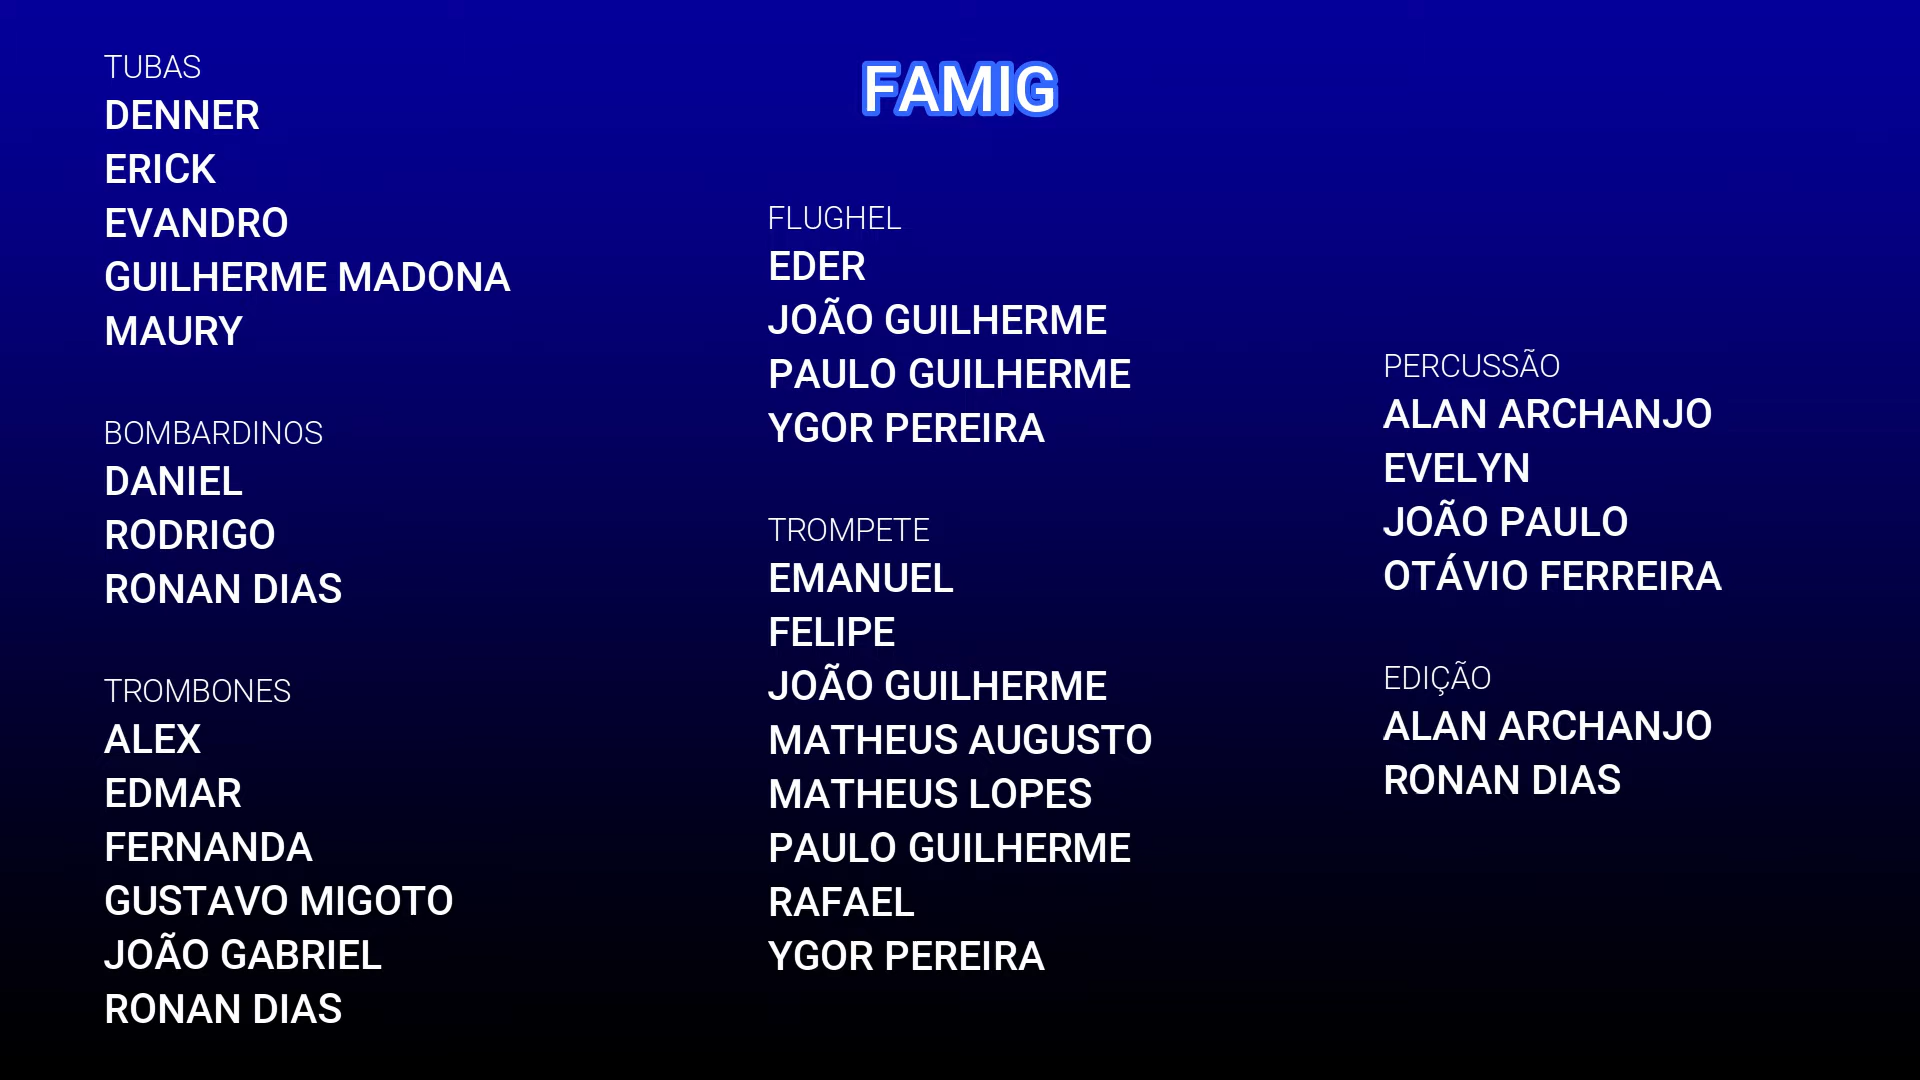 FAMIG
TUBAS
DENNER
ERICK
EVANDRO
GUILHERME MADONA
MAURY
BOMBARDINOS
DANIEL
RODRIGO
RONAN DIAS
TROMBONES
ALEX
EDMAR
FERNANDA
GUSTAVO MIGOTO
JOÃO GABRIEL
RONAN DIAS
FLUGHEL
EDER
JOÃO GUILHERME
PAULO GUILHERME
YGOR PEREIRA
TROMPETE
EMANUEL
FELIPE
JOÃO GUILHERME
MATHEUS AUGUSTO
MATHEUS LOPES
PAULO GUILHERME
RAFAEL
YGOR PEREIRA
PERCUSSÃO
ALAN ARCHANJO
EVELYN
JOÃO PAULO
OTÁVIO FERREIRA
EDIÇÃO
ALAN ARCHANJO
RONAN DIAS